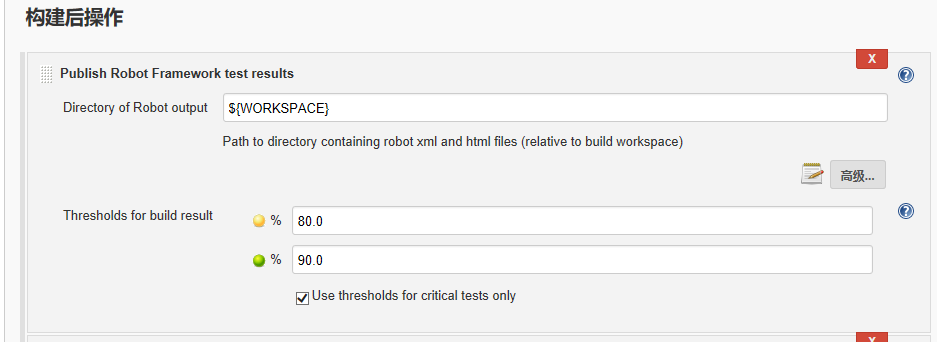 构建后操作
X
Publish Robot Framework test results
?
Directory of Robot output ${WORKSPACE}
Path to directory containing robot xml and html files (relative to build workspace)
高级...
Thresholds for build result % 80.0
?
% 90.0
Use thresholds for critical tests only
X